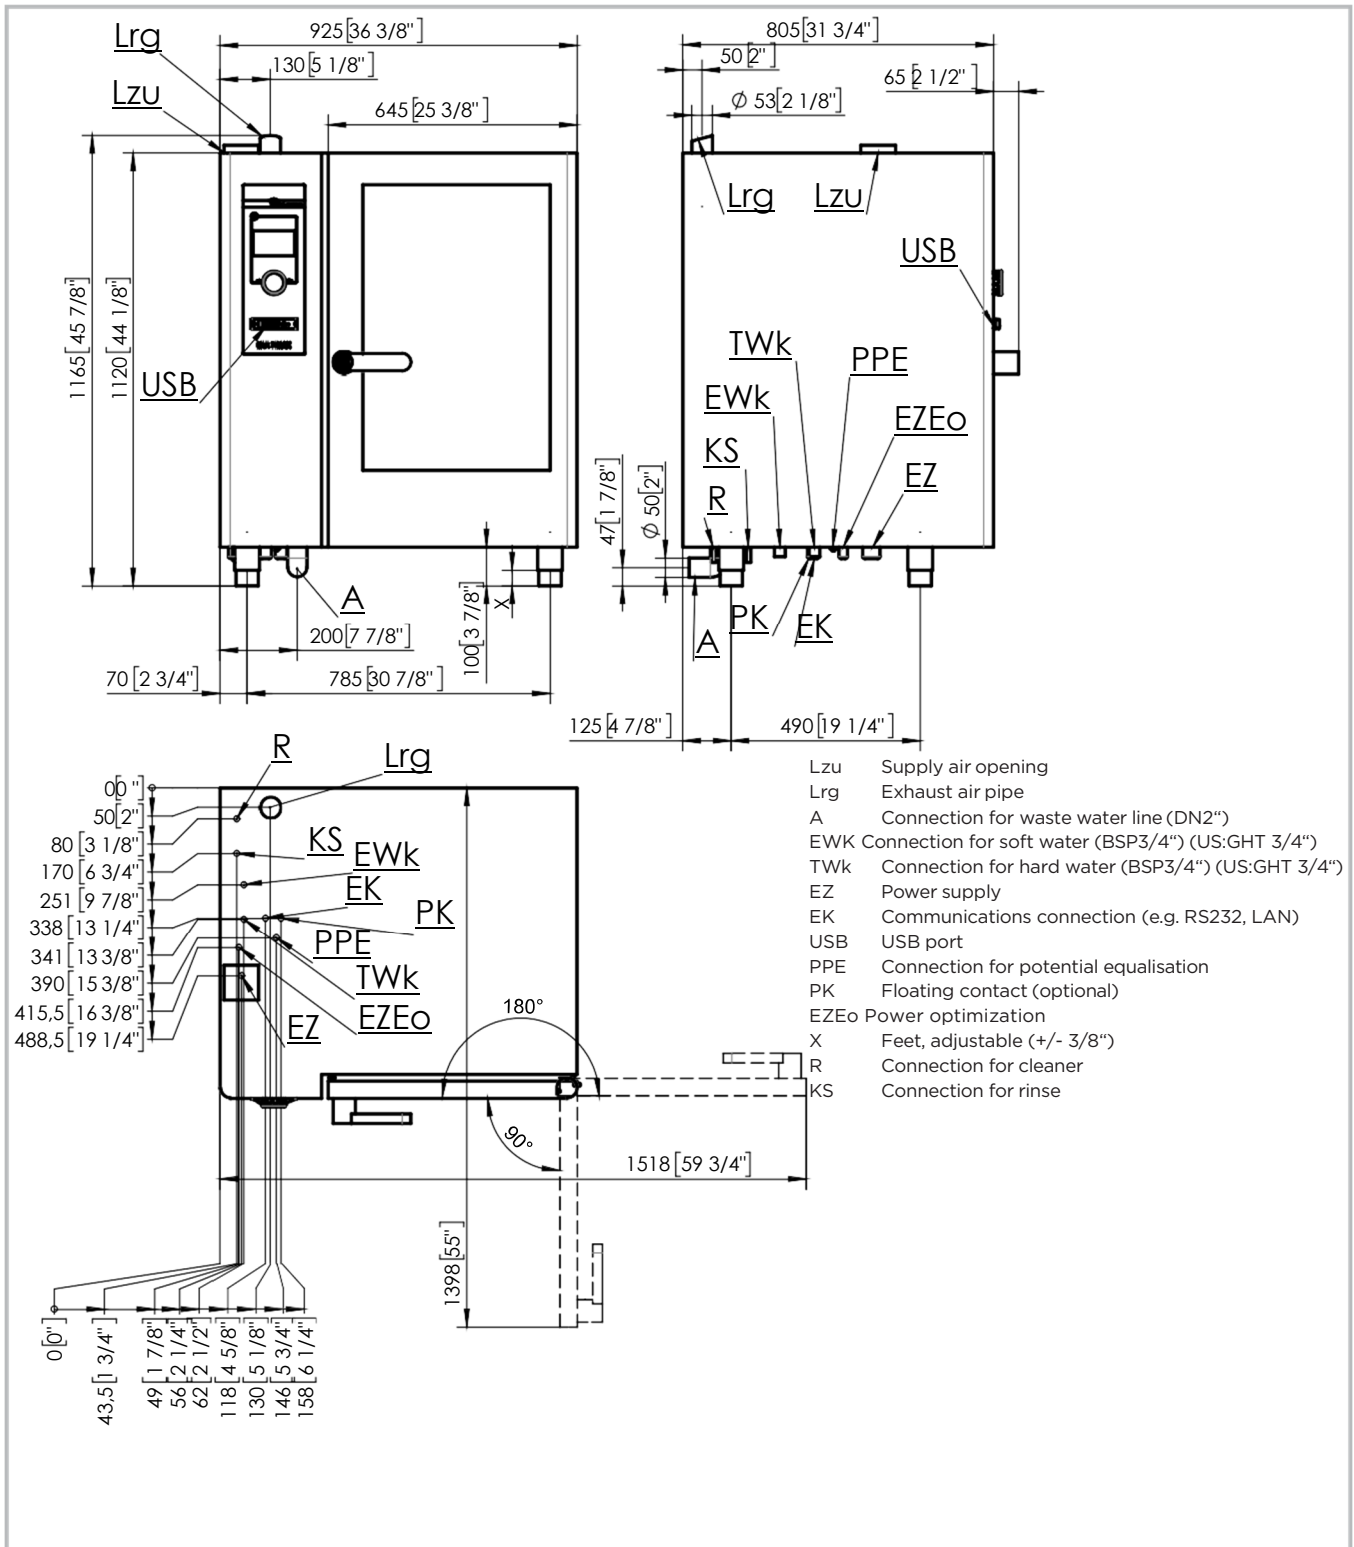 925[36 3/8"]
Lrg
130[5 1/8"]
Lzu
645[25 3/8"]
1165[45 7/8"]
1120[44 1/8"]
USB
A
200[7 7/8"]
100[3 7/8"]
X
70[2 3/4"]
785[30 7/8"]
805[31 3/4"]
50[2"]
65[2 1/2"]
Ø 53[2 1/8"]
Lrg
Lzu
USB
TWk
PPE
EWk
EZEo
KS
EZ
R
47[1 7/8"]
Ø 50[2"]
PK
EK
A
125[4 7/8"]
490[19 1/4"]
R
Lrg
0[0"]
50[2"]
80[3 1/8"]
170[6 3/4"]
251[9 7/8"]
338[13 1/4"]
341[13 3/8"]
390[15 3/8"]
415,5[16 3/8"]
488,5[19 1/4"]
KS
EWk
EK
PK
PPE
TWk
EZEo
EZ
180°
90°
1518[59 3/4"]
1398[55"]
0[0"]
43,5[1 3/4"]
49[1 7/8"]
56[2 1/4"]
62[2 1/2"]
118[4 5/8"]
130[5 1/8"]
146[5 3/4"]
158[6 1/4"]
Lzu Supply air opening
Lrg Exhaust air pipe
A Connection for waste water line (DN2“)
EWK Connection for soft water (BSP3/4“) (US:GHT 3/4“)
TWk Connection for hard water (BSP3/4“) (US:GHT 3/4“)
EZ Power supply
EK Communications connection (e.g. RS232, LAN)
USB USB port
PPE Connection for potential equalisation
PK Floating contact (optional)
EZEo Power optimization
X Feet, adjustable (+/- 3/8“)
R Connection for cleaner
KS Connection for rinse